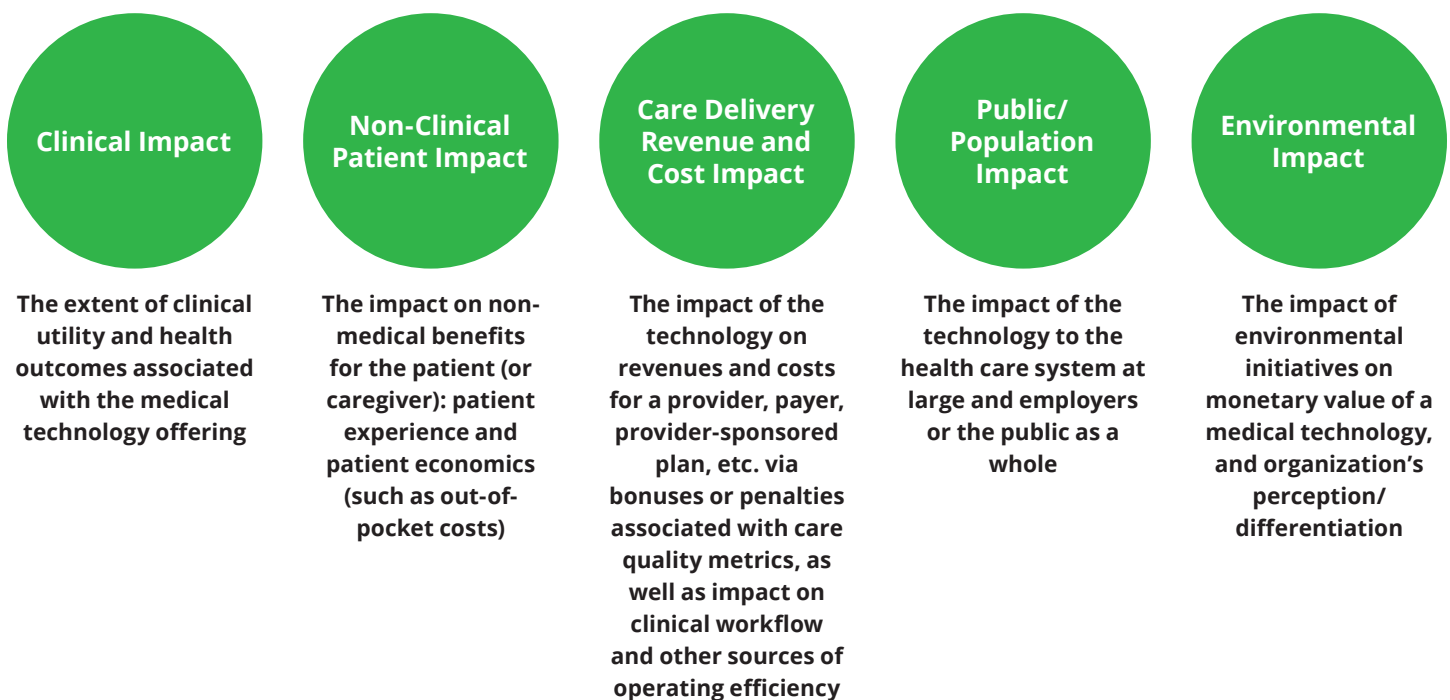 Clinical Impact
The extent of clinical
utility and health
outcomes associated
with the medical
technology offering
Non-Clinical
Patient Impact
The impact on non-
medical benefits
for the patient (or
caregiver): patient
experience and
patient economics
(such as out-of-
pocket costs)
Care Delivery
Revenue and
Cost Impact
The impact of the
technology on
revenues and costs
for a provider, payer,
provider-sponsored
plan, etc. via
bonuses or penalties
associated with care
quality metrics, as
well as impact on
clinical workflow
and other sources of
operating efficiency
Public/
Population
Impact
The impact of the
technology to the
health care system at
large and employers
or the public as a
whole
Environmental
Impact
The impact of
environmental
initiatives on
monetary value of a
medical technology,
and organization’s
perception/
differentiation